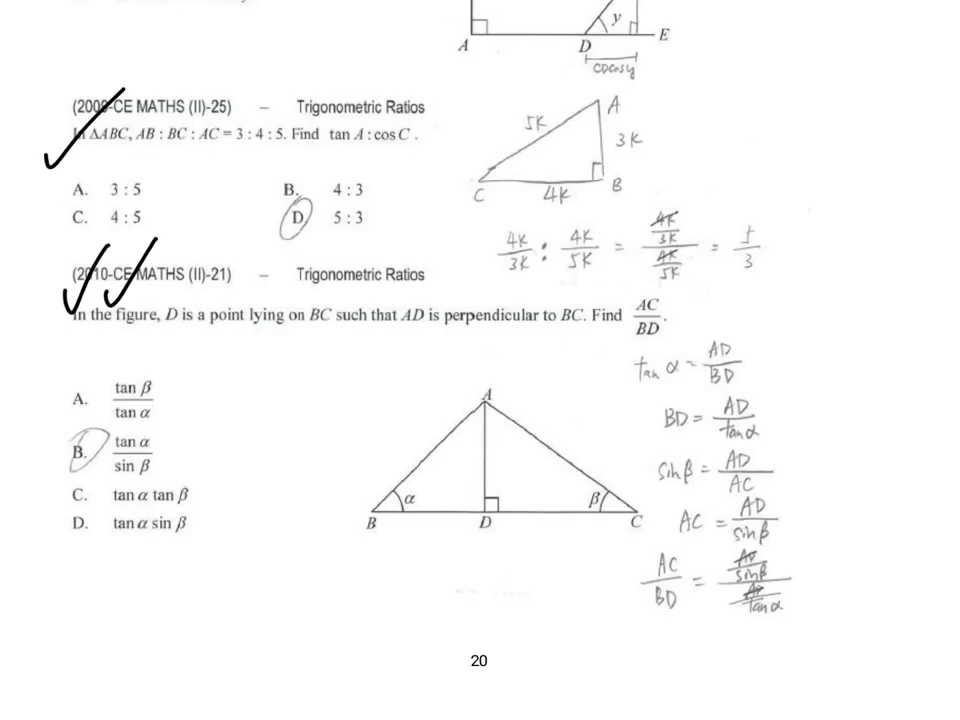 y
A D E
CD cos y
(2009-CE MATHS (II)-25) – Trigonometric Ratios
In ΔABC, AB : BC : AC = 3 : 4 : 5. Find tan A : cos C .
A. 3 : 5 B. 4 : 3
C. 4 : 5 D. 5 : 3
A
5K 3K
C 4K B
4K/3K : 4K/5K = (4K/3K)/(4K/5K) = 5/3
(2010-CE MATHS (II)-21) – Trigonometric Ratios
In the figure, D is a point lying on BC such that AD is perpendicular to BC. Find AC/BD.
A. tan β / tan α
B. tan α / sin β
C. tan α tan β
D. tan α sin β
A
α β
B D C
tan α = AD/BD
BD = AD/tan α
sin β = AD/AC
AC = AD/sin β
AC/BD = (AD/sin β)/(AD/tan α)
20